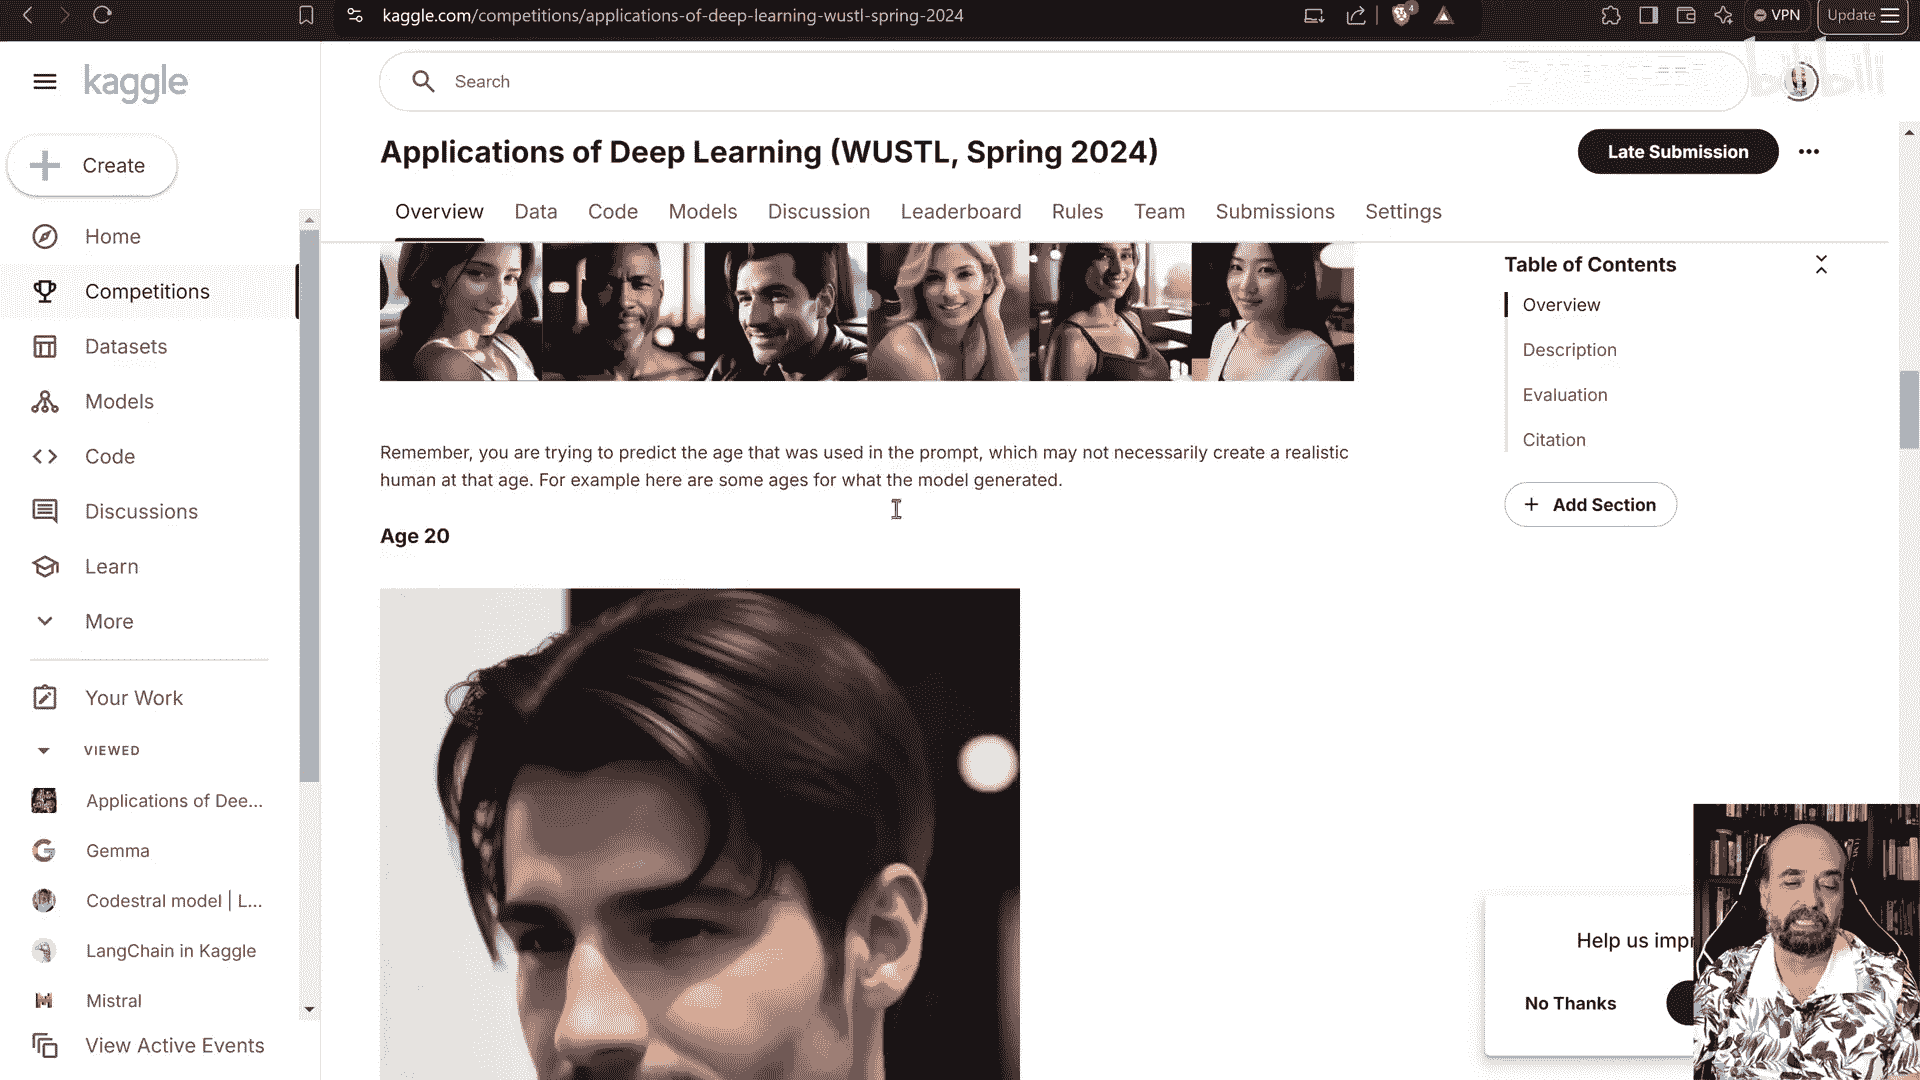 kaggle.com/competitions/applications-of-deep-learning-wustl-spring-2024
4
VPN
Update
kaggle
Search
bilibili
Create
Applications of Deep Learning (WUSTL, Spring 2024)
Late Submission
Overview
Data
Code
Models
Discussion
Leaderboard
Rules
Team
Submissions
Settings
Home
Competitions
Datasets
Models
Code
Discussions
Learn
More
Your Work
VIEWED
Applications of Dee...
Gemma
Codestral model | L...
LangChain in Kaggle
Mistral
View Active Events
Remember, you are trying to predict the age that was used in the prompt, which may not necessarily create a realistic
human at that age. For example here are some ages for what the model generated.
Age 20
Table of Contents
Overview
Description
Evaluation
Citation
+ Add Section
Help us impr
No Thanks